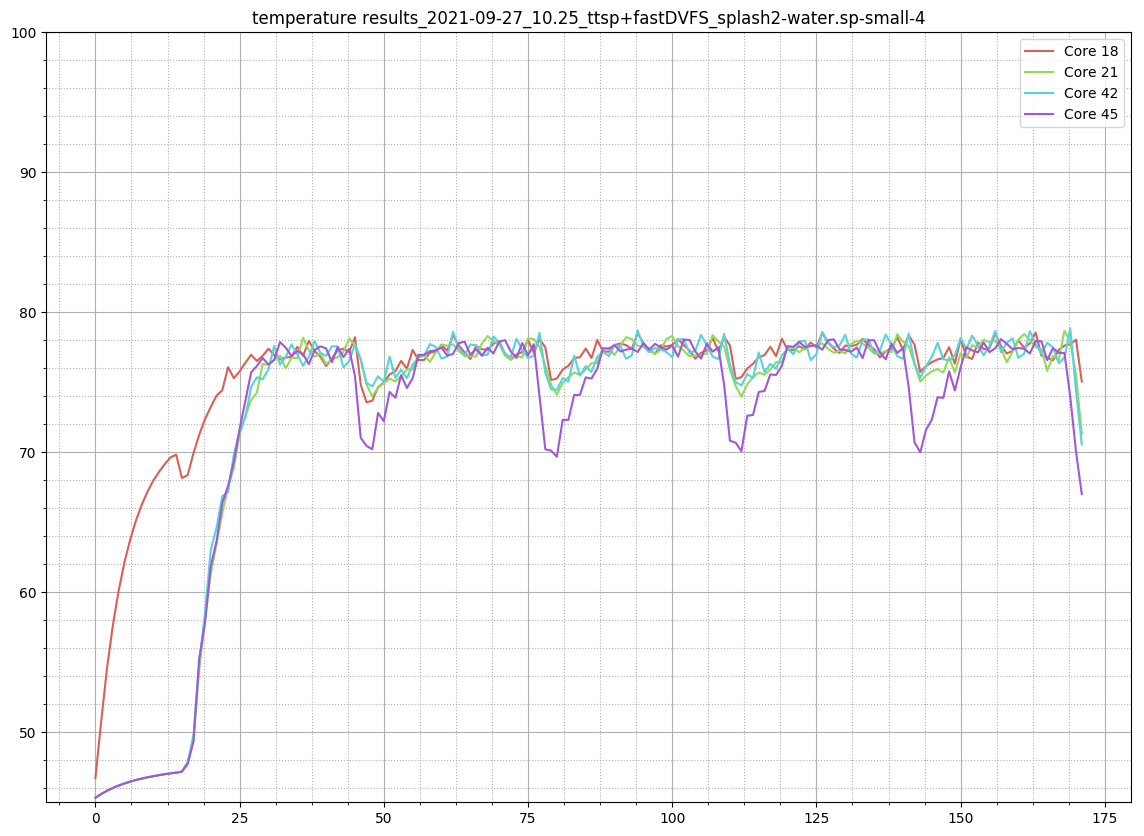 temperature results_2021-09-27_10.25_ttsp+fastDVFS_splash2-water.sp-small-4
Core 18
Core 21
Core 42
Core 45
100
90
80
70
60
50
0 25 50 75 100 125 150 175